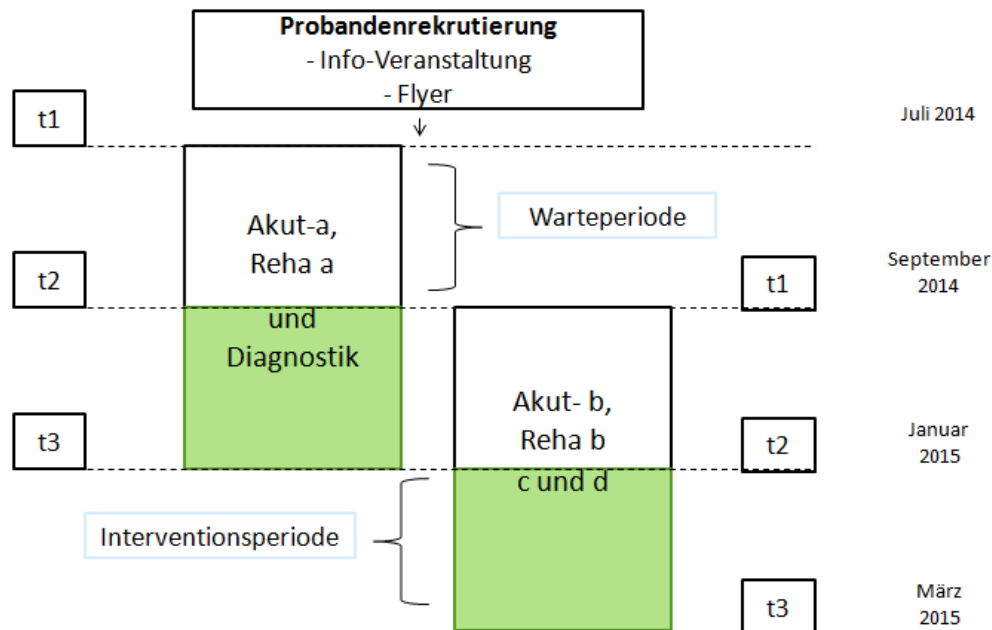 Probandenrekrutierung
- Info-Veranstaltung
- Flyer
t1
Juli 2014
Akut-a,
Reha a
Warteperiode
t2
t1
September
2014
und
Diagnostik
Akut- b,
Reha b
t3
t2
Januar
2015
c und d
Interventionsperiode
t3
März
2015